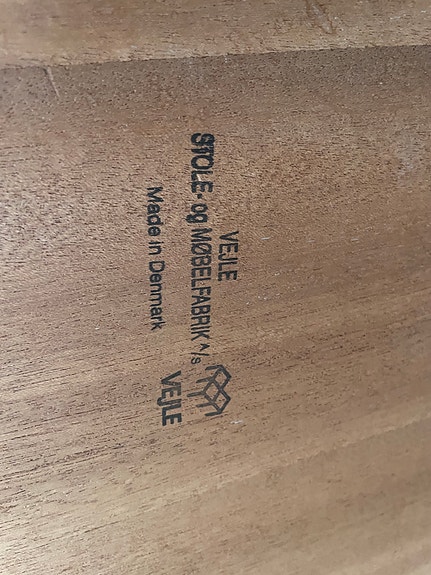 VEJLE
STOLE- og MØBELFABRIK A/S
Made in Denmark
VEJLE